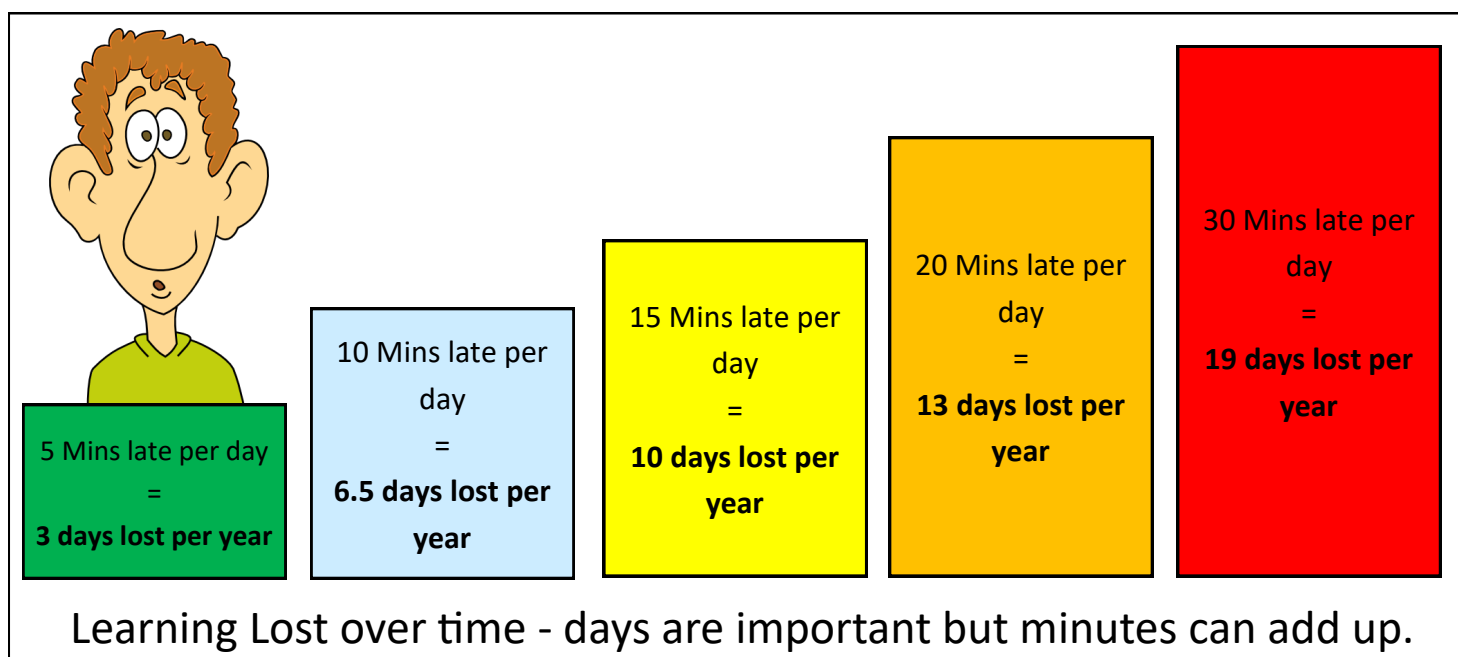 5 Mins late per day
=
3 days lost per year
10 Mins late per
day
=
6.5 days lost per
year
15 Mins late per
day
=
10 days lost per
year
20 Mins late per
day
=
13 days lost per
year
30 Mins late per
day
=
19 days lost per
year
Learning Lost over time - days are important but minutes can add up.